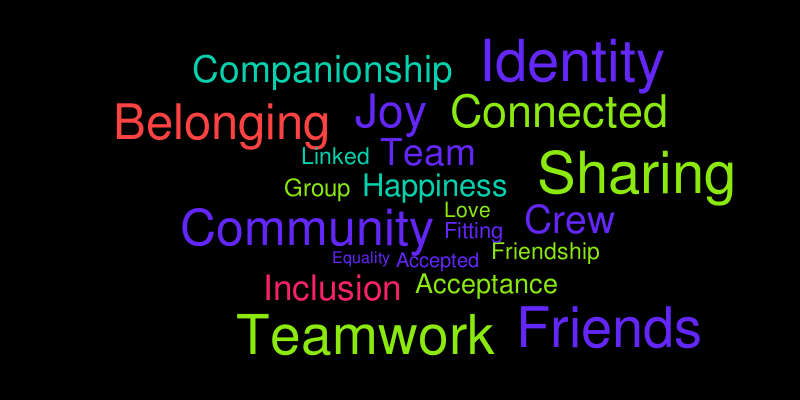 Companionship Identity
Belonging Joy Connected
Linked Team
Group Happiness Sharing
Community Love Crew
Fitting
Equality Accepted Friendship
Inclusion Acceptance
Teamwork Friends